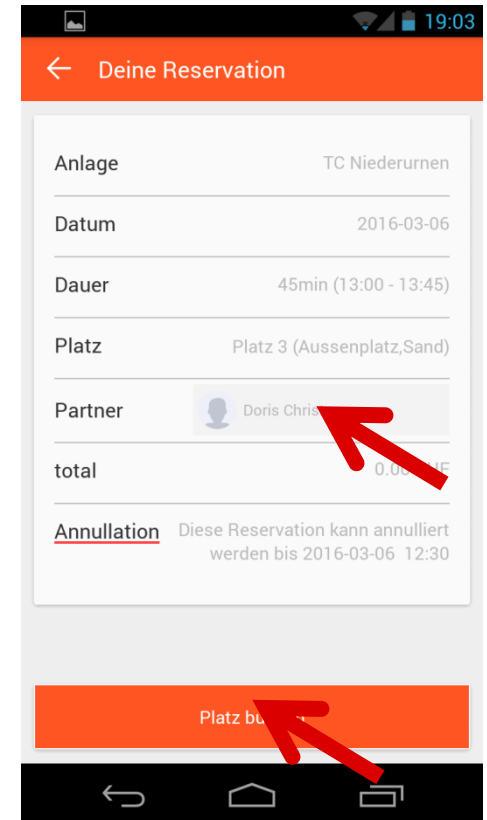 19:03
Deine Reservation
Anlage TC Niederurnen
Datum 2016-03-06
Dauer 45min (13:00 - 13:45)
Platz Platz 3 (Aussenplatz,Sand)
Partner Doris
total
Annullation Diese Reservation kann annulliert
werden bis 2016-03-06 12:30
Platz